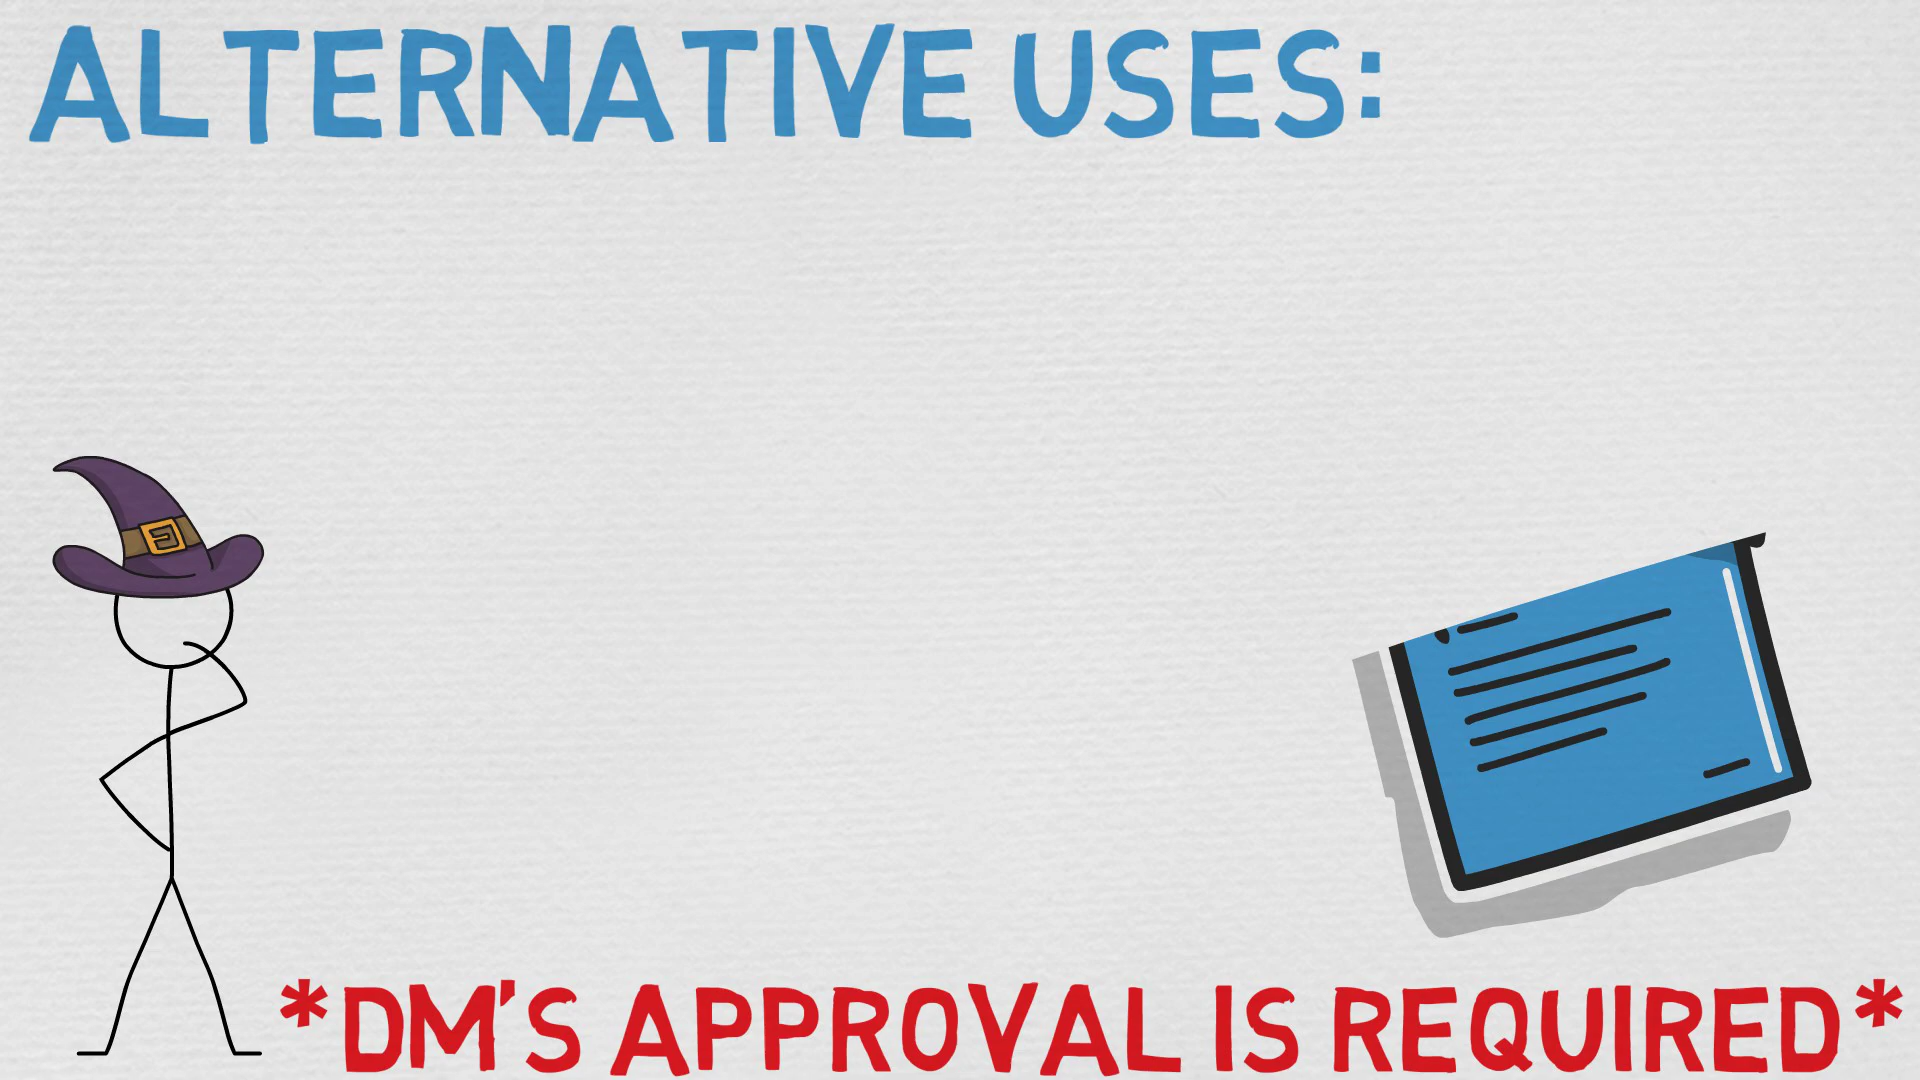 ALTERNATIVE USES:
*DM'S APPROVAL IS REQUIRED*